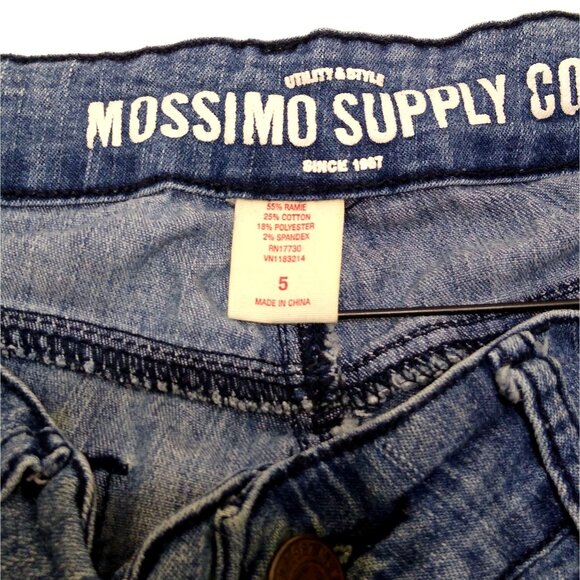 UTILITY & STYLE
MOSSIMO SUPPLY CO
SINCE 1987
55% RAMIE
25% COTTON
18% POLYESTER
2% SPANDEX
RN17730
VN1183214
5
MADE IN CHINA